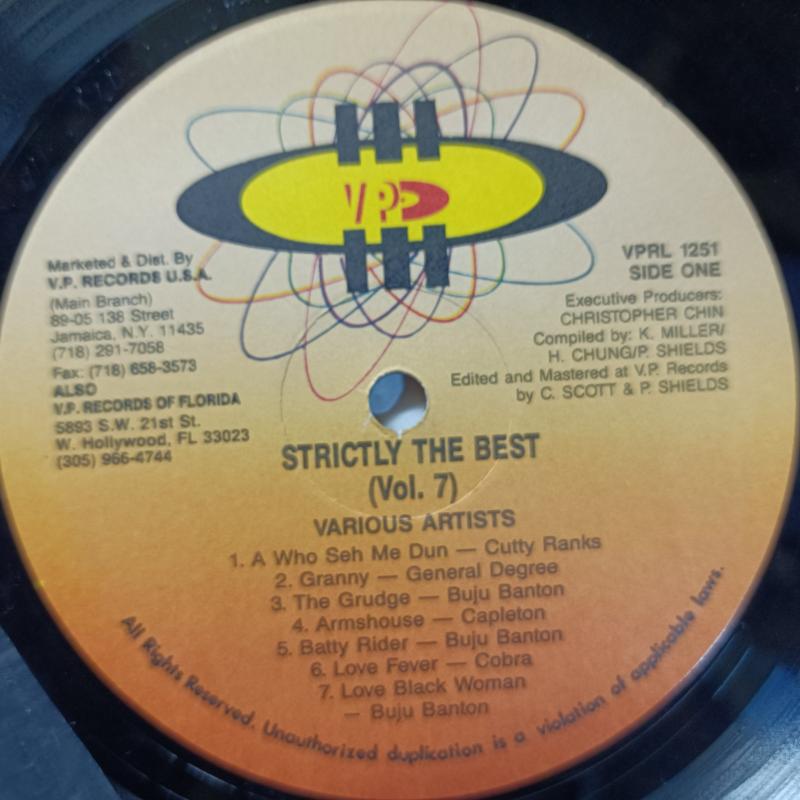 VP
Marketed & Dist. By
V.P. RECORDS U.S.A.
(Main Branch)
89-05 138 Street
Jamaica, N.Y. 11435
(718) 291-7058
Fax: (718) 658-3573
ALSO
V.P. RECORDS OF FLORIDA
5893 S.W. 21st St.
W. Hollywood, FL 33023
(305) 966-4744
VPRL 1251
SIDE ONE
Executive Producers:
CHRISTOPHER CHIN
Compiled by: K. MILLER/
H. CHUNG/P. SHIELDS
Edited and Mastered at V.P. Records
by C. SCOTT & P. SHIELDS
STRICTLY THE BEST
(Vol. 7)
VARIOUS ARTISTS
1. A Who Seh Me Dun — Cutty Ranks
2. Granny — General Degree
3. The Grudge — Buju Banton
4. Armshouse — Capleton
5. Batty Rider — Buju Banton
6. Love Fever — Cobra
7. Love Black Woman
— Buju Banton
All Rights Reserved. Unauthorized duplication is a violation of applicable laws.